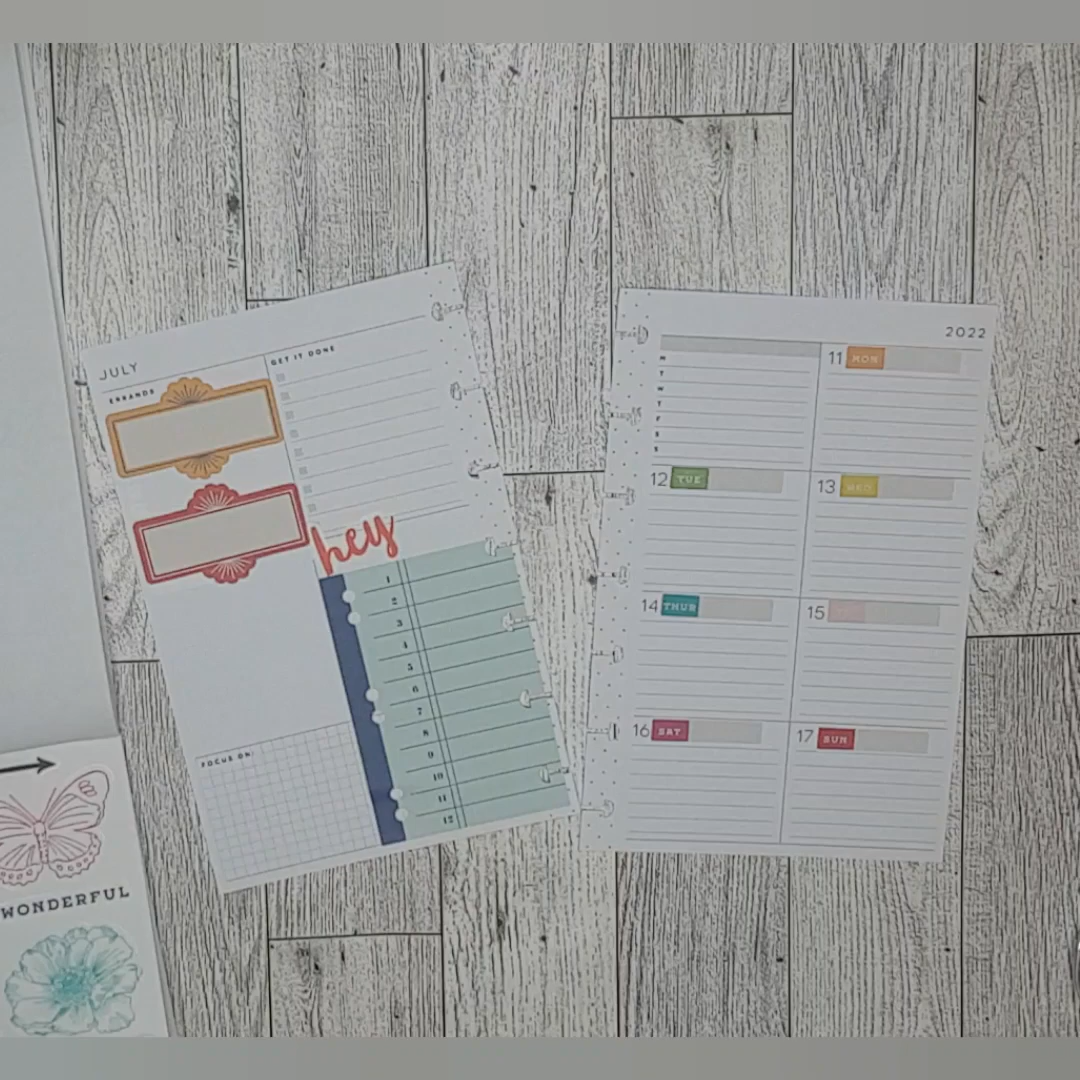 JULY
ERRANDS
GET IT DONE
hey
1
2
3
4
5
6
7
8
9
10
11
12
FOCUS ON:
2022
M
T
W
T
F
S
S
11 MON
12 TUE
13 WED
14 THUR
15
16 SAT
17 SUN
WONDERFUL